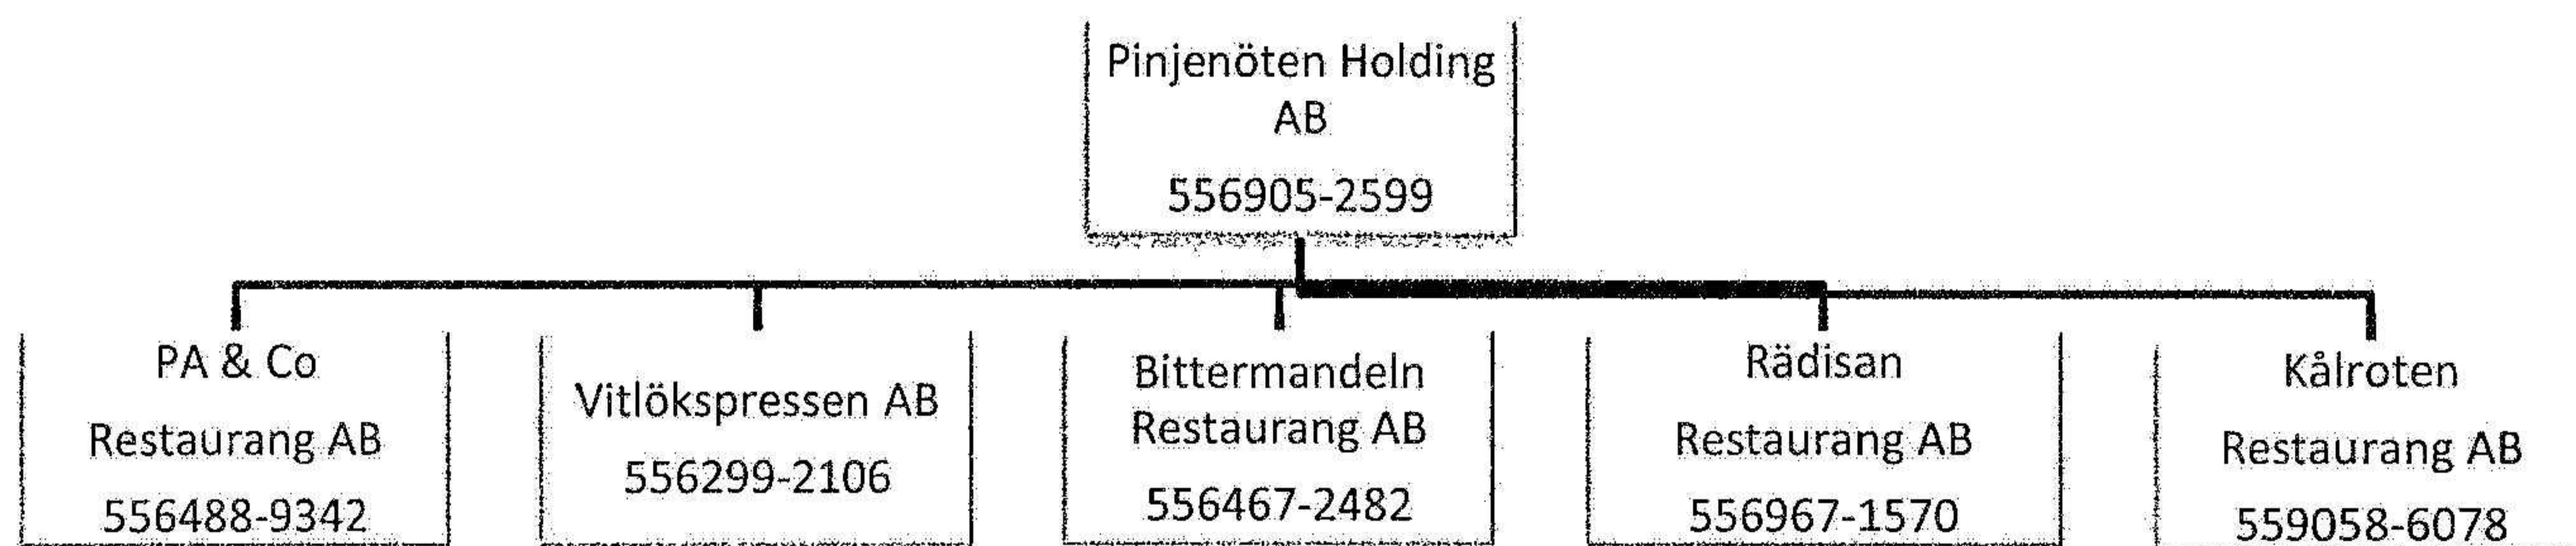 Pinjenöten Holding
AB
556905-2599
PA & Co
Restaurang AB
556488-9342
Vitlökspressen AB
556299-2106
Bittermandeln
Restaurang AB
556467-2482
Rädisan
Restaurang AB
556967-1570
Kålroten
Restaurang AB
559058-6078